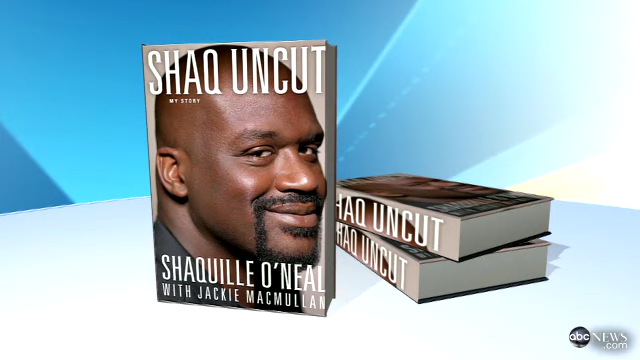 SHAQ UNCUT
MY STORY
SHAQUILLE O'NEAL
WITH JACKIE MACMULLAN
HAQ UNCUT
HAQ UNCUT
abc NEWS
.com